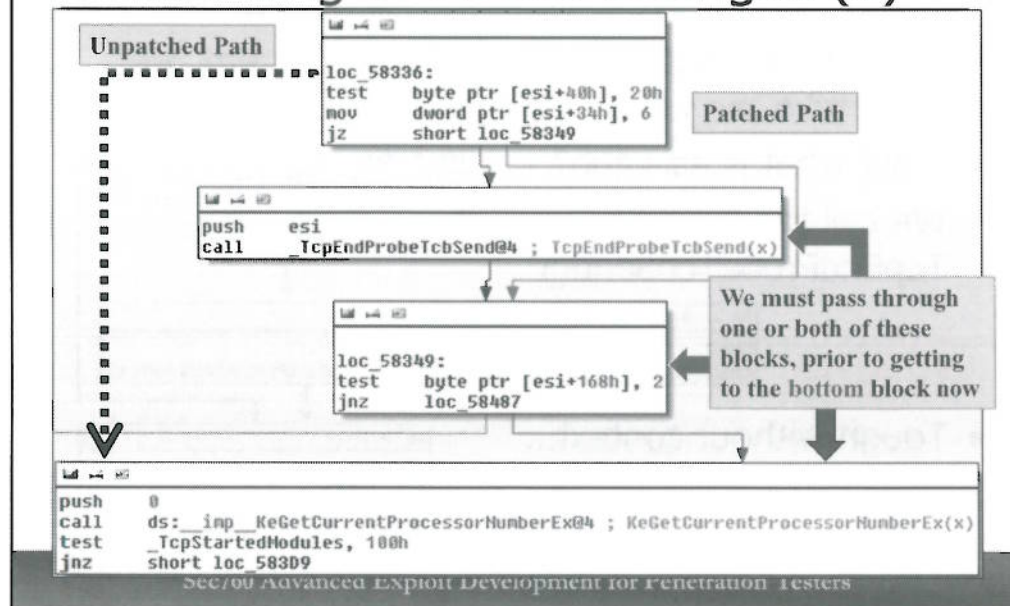 Unpatched Path
loc_58336:
test byte ptr [esi+40h], 20h
mov dword ptr [esi+34h], 6
jz short loc_58349
Patched Path
push esi
call _TcpEndProbeTcbSend@4 ; TcpEndProbeTcbSend(x)
We must pass through
one or both of these
blocks, prior to getting
to the bottom block now
loc_58349:
test byte ptr [esi+168h], 2
jnz loc_58487
push 0
call ds:__imp__KeGetCurrentProcessorNumberEx@4 ; KeGetCurrentProcessorNumberEx(x)
test _TcpStartedModules, 100h
jnz short loc_583D9
Sec760 Advanced Exploit Development for Penetration Testers